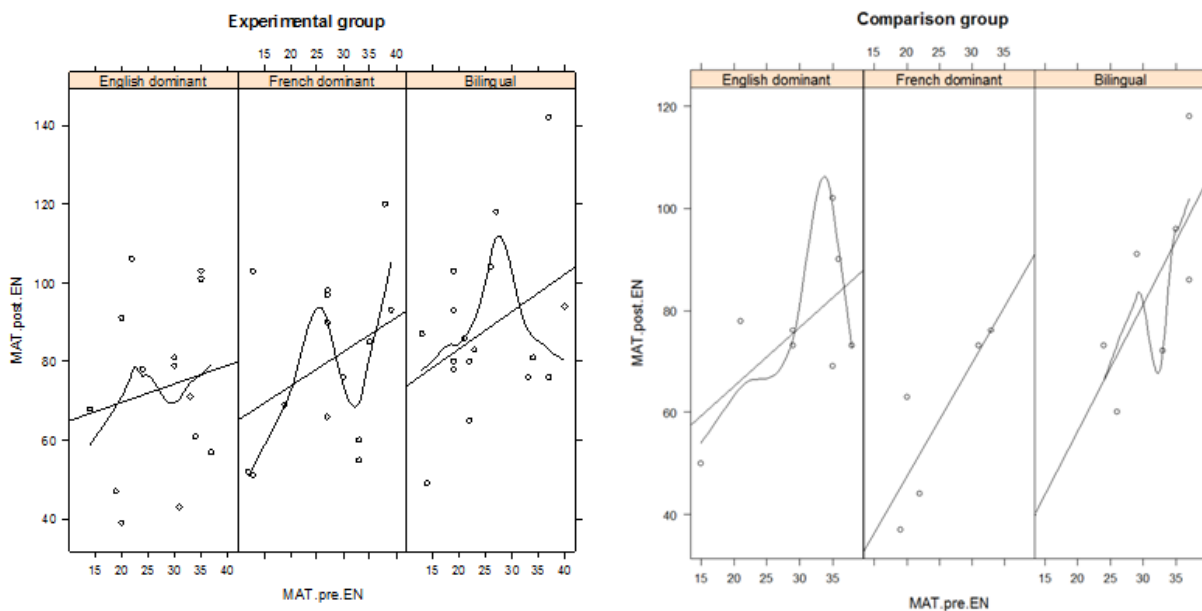 Experimental group
15 20 25 30 35 40
English dominant French dominant Bilingual
140
120
100
80
60
40
MAT.post.EN
15 20 25 30 35 40 15 20 25 30 35 40
MAT.pre.EN
Comparison group
15 20 25 30 35
English dominant French dominant Bilingual
120
100
80
60
40
MAT.post.EN
15 20 25 30 35 15 20 25 30 35
MAT.pre.EN